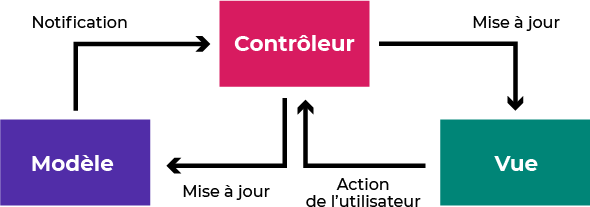 Notification
Contrôleur
Mise à jour
Modèle
Mise à jour
Action
de l’utilisateur
Vue